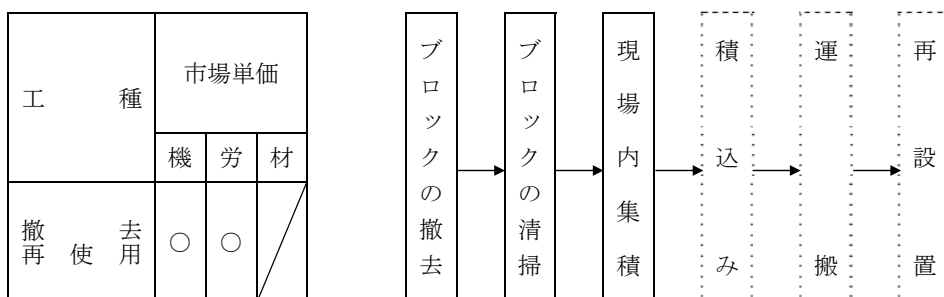 工種
市場単価
機 労 材
撤去
再使用
○ ○
ブロックの撤去
ブロックの清掃
現場内集積
積込み
運搬
再設置